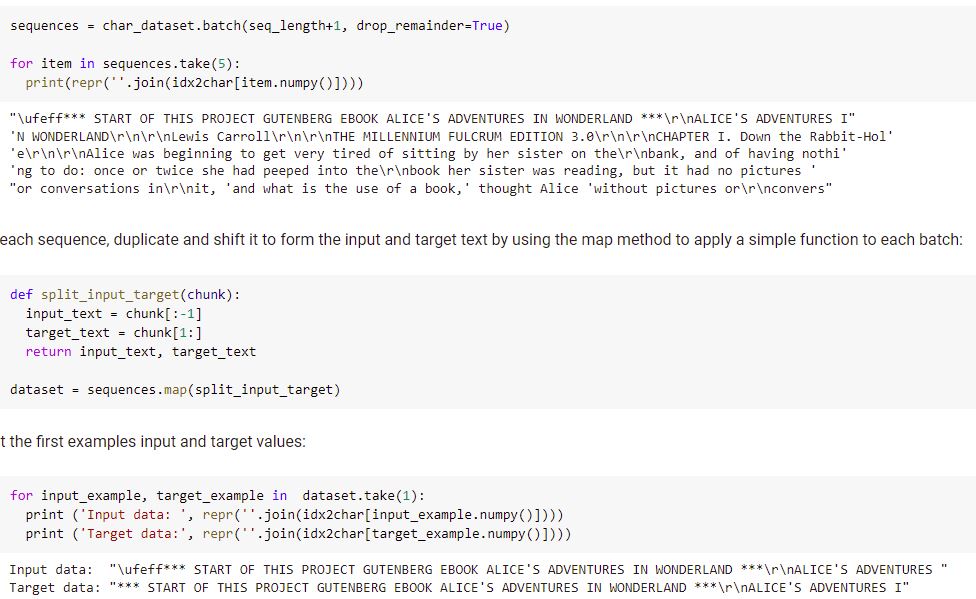 sequences = char_dataset.batch(seq_length+1, drop_remainder=True)
for item in sequences.take(5):
  print(repr(''.join(idx2char[item.numpy()])))
"\ufeff*** START OF THIS PROJECT GUTENBERG EBOOK ALICE'S ADVENTURES IN WONDERLAND ***\r\nALICE'S ADVENTURES I"
'N WONDERLAND\r\n\r\nLewis Carroll\r\n\r\nTHE MILLENNIUM FULCRUM EDITION 3.0\r\n\r\nCHAPTER I. Down the Rabbit-Hol'
'e\r\n\r\nAlice was beginning to get very tired of sitting by her sister on the\r\nbank, and of having nothi'
'ng to do: once or twice she had peeped into the\r\nbook her sister was reading, but it had no pictures '
"or conversations in\r\nit, 'and what is the use of a book,' thought Alice 'without pictures or\r\nconvers"
each sequence, duplicate and shift it to form the input and target text by using the map method to apply a simple function to each batch:
def split_input_target(chunk):
  input_text = chunk[:-1]
  target_text = chunk[1:]
  return input_text, target_text
dataset = sequences.map(split_input_target)
t the first examples input and target values:
for input_example, target_example in  dataset.take(1):
  print ('Input data: ', repr(''.join(idx2char[input_example.numpy()])))
  print ('Target data:', repr(''.join(idx2char[target_example.numpy()])))
Input data:  "\ufeff*** START OF THIS PROJECT GUTENBERG EBOOK ALICE'S ADVENTURES IN WONDERLAND ***\r\nALICE'S ADVENTURES "
Target data: "*** START OF THIS PROJECT GUTENBERG EBOOK ALICE'S ADVENTURES IN WONDERLAND ***\r\nALICE'S ADVENTURES I"